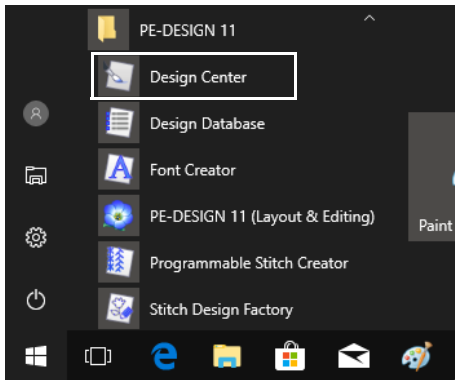 PE-DESIGN 11
Design Center
Design Database
Font Creator
PE-DESIGN 11 (Layout & Editing)
Paint
Programmable Stitch Creator
Stitch Design Factory